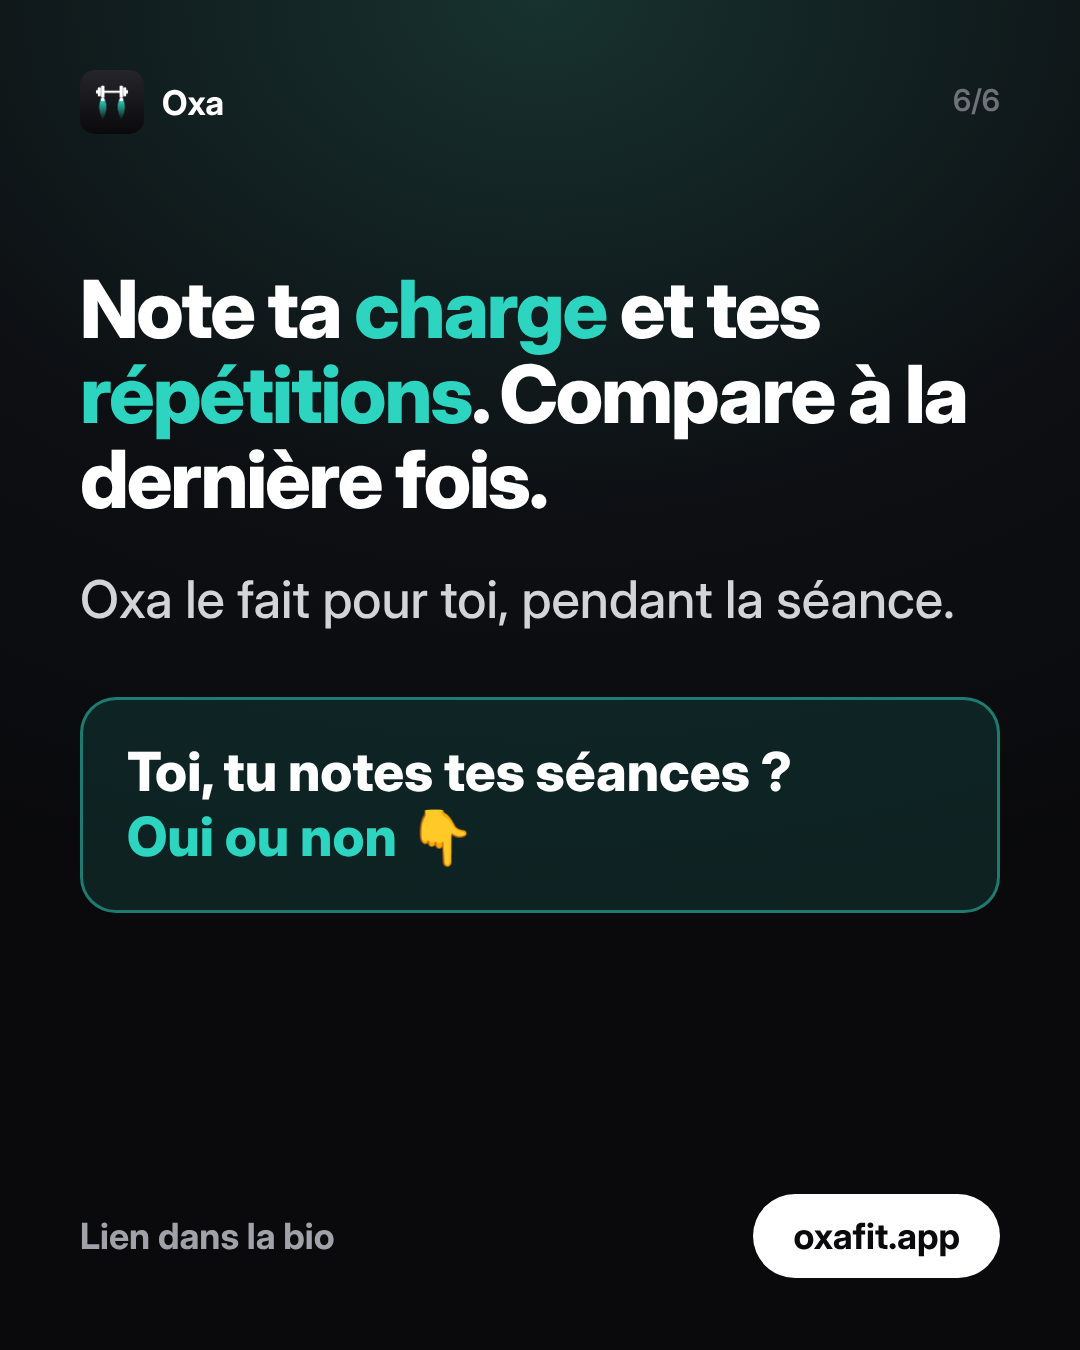 Oxa
6/6
Note ta charge et tes
répétitions. Compare à la
dernière fois.
Oxa le fait pour toi, pendant la séance.
Toi, tu notes tes séances ?
Oui ou non 👇
Lien dans la bio
oxafit.app